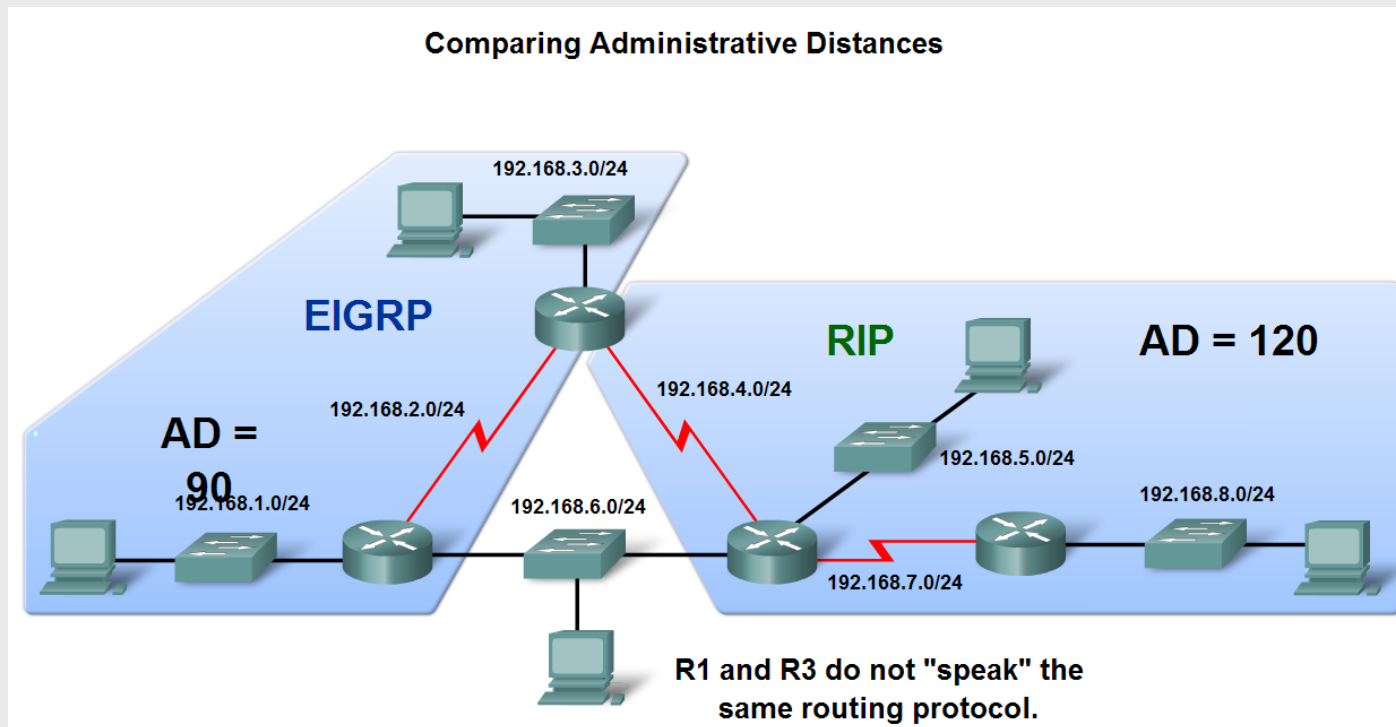 Comparing Administrative Distances
192.168.3.0/24
EIGRP
RIP
AD = 120
192.168.4.0/24
192.168.2.0/24
AD =
90
192.168.5.0/24
192.168.1.0/24
192.168.6.0/24
192.168.8.0/24
192.168.7.0/24
R1 and R3 do not "speak" the
same routing protocol.